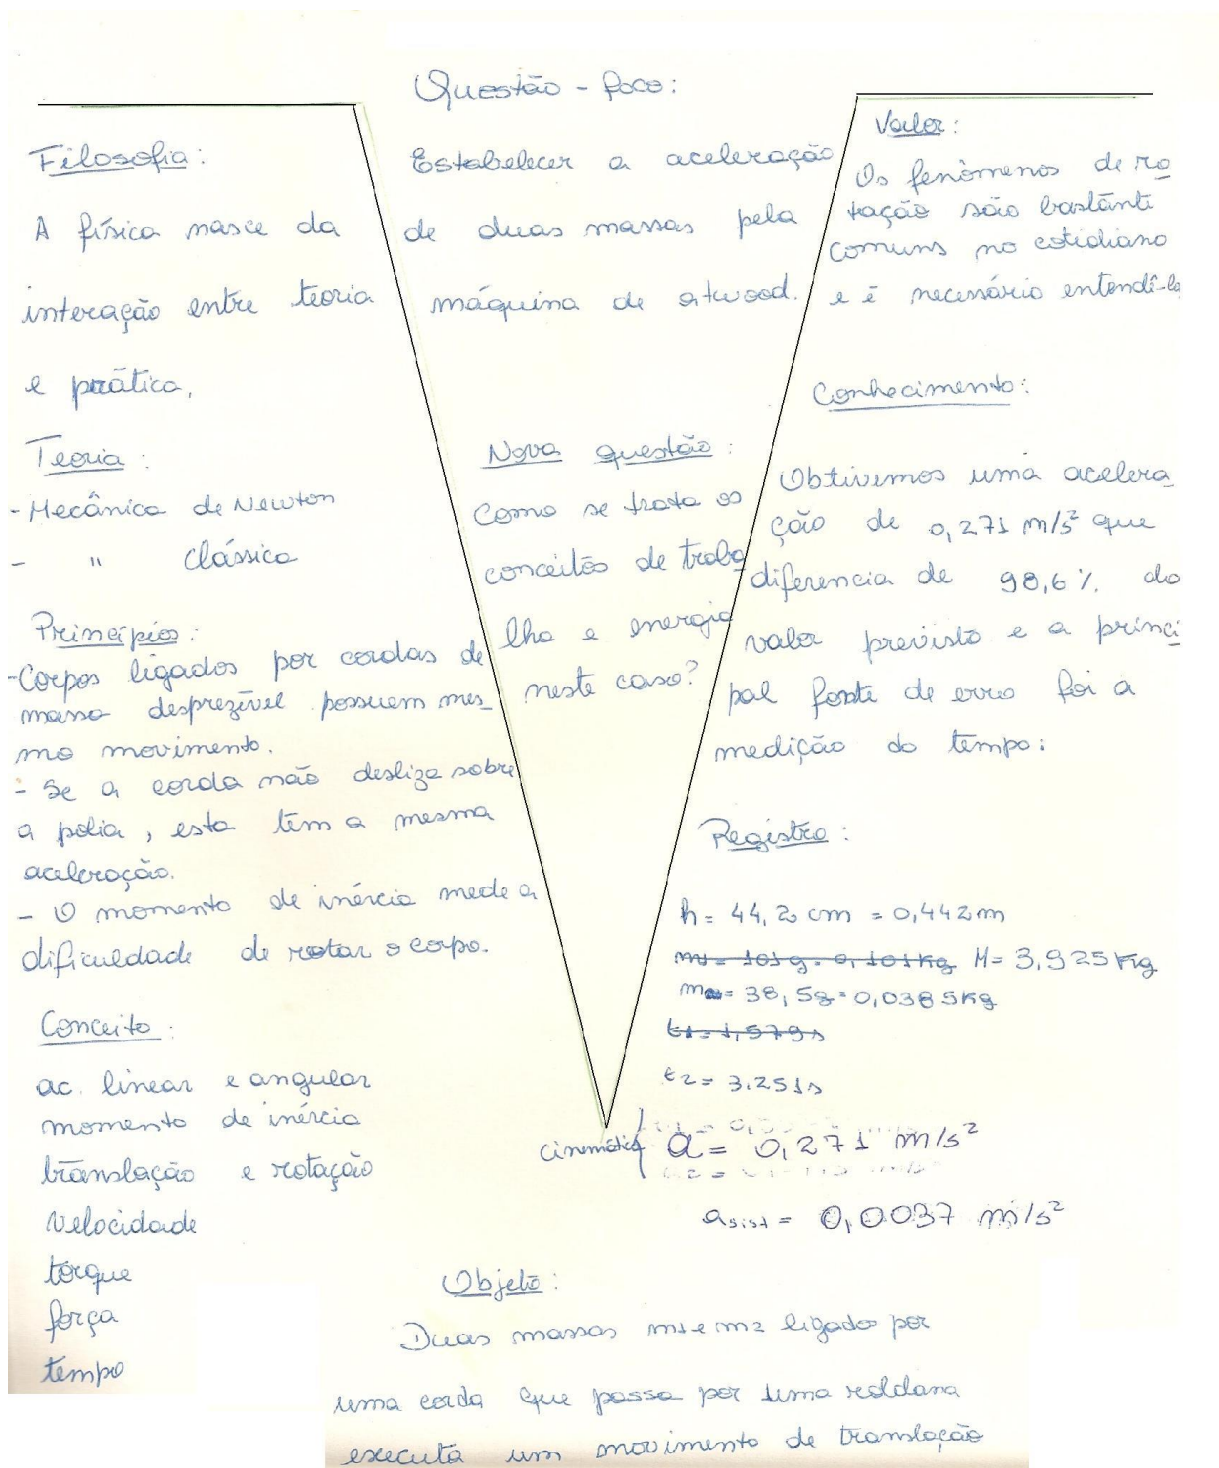 Questão - foco:
Estabelecer a aceleração
de duas massas pela
máquina de atwood.
Filosofia:
A física nasce da
interação entre teoria
e prática.
Teoria:
- Mecânica de Newton
- " clássica
Princípios:
- Corpos ligados por cordas de
massa desprezível possuem mes_
mo movimento.
- Se a corda não desliza sobre
a polia, esta tem a mesma
aceleração.
- O momento de inércia mede a
dificuldade de rotar o corpo.
Conceito:
ac. linear e angular
momento de inércia
translação e rotação
velocidade
torque
força
tempo
Nova questão:
Como se trata os
conceitos de traba
lho e energia
neste caso?
Valor:
Os fenômenos de ro
tação são bastante
comuns no cotidiano
e é necessário entendê-lo
Conhecimento:
Obtivemos uma acelera
ção de 0,271 m/s² que
diferencia de 98,6 %. do
valor previsto e a princi
pal fonte de erro foi a
medição do tempo:
Registro:
h = 44,2 cm = 0,442 m
m1 = 101g = 0,101Kg M = 3,925 Kg
m = 38,5g = 0,0385Kg
t1 = 1,579s
t2 = 3.251s
cinemática a = 0,271 m/s²
asist = 0,0037 m/s²
Objeto:
Duas massas m1 e m2 ligado por
uma corda que passa por uma roldana
executa um movimento de translação